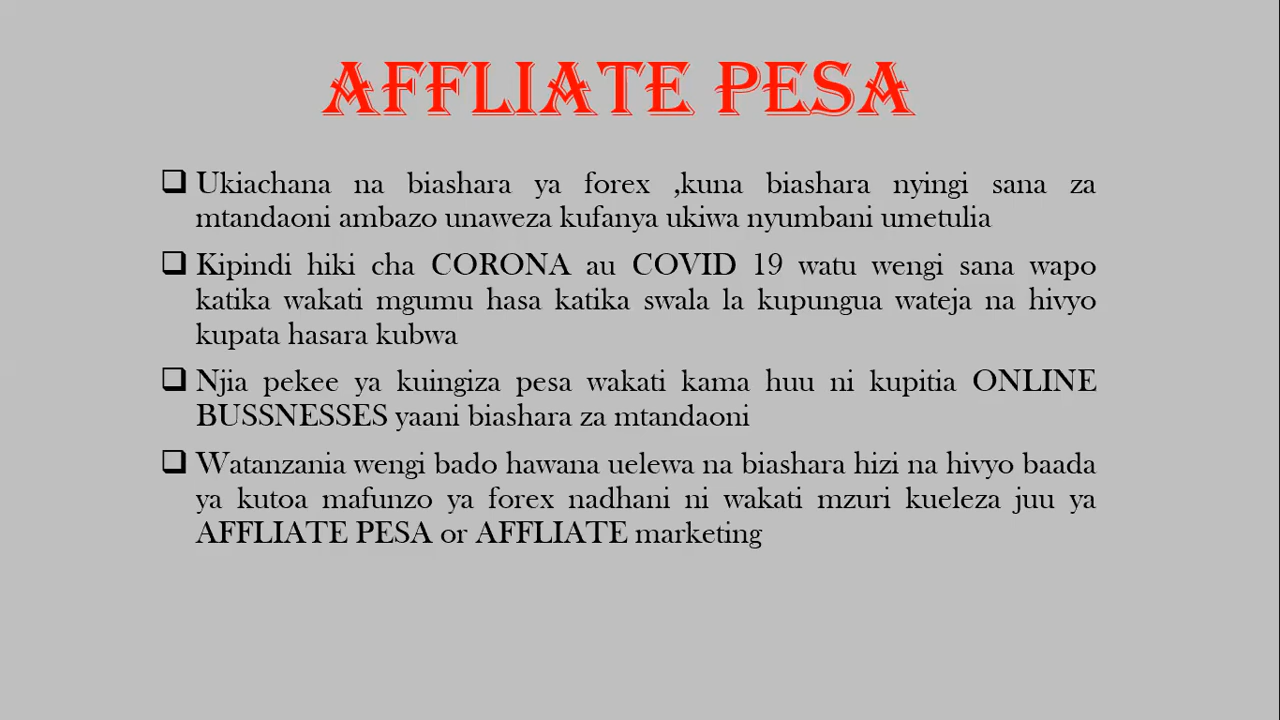 AFFLIATE PESA
Ukiachana na biashara ya forex ,kuna biashara nyingi sana za
mtandaoni ambazo unaweza kufanya ukiwa nyumbani umetulia
Kipindi hiki cha CORONA au COVID 19 watu wengi sana wapo
katika wakati mgumu hasa katika swala la kupungua wateja na hivyo
kupata hasara kubwa
Njia pekee ya kuingiza pesa wakati kama huu ni kupitia ONLINE
BUSSNESSES yaani biashara za mtandaoni
Watanzania wengi bado hawana uelewa na biashara hizi na hivyo baada
ya kutoa mafunzo ya forex nadhani ni wakati mzuri kueleza juu ya
AFFLIATE PESA or AFFLIATE marketing